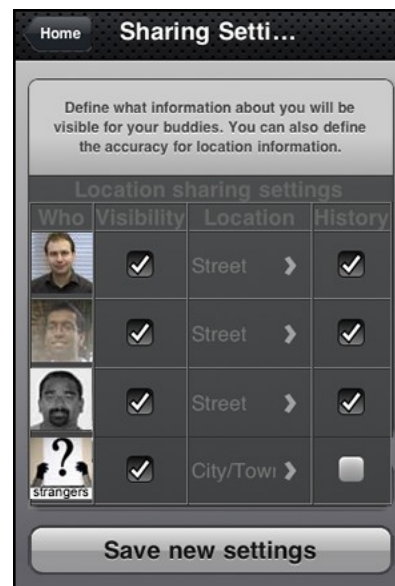 Home Sharing Setti...
Define what information about you will be
visible for your buddies. You can also define
the accuracy for location information.
Location sharing settings
Who Visibility Location History
Street
Street
Street
?
City/Tow
strangers
Save new settings